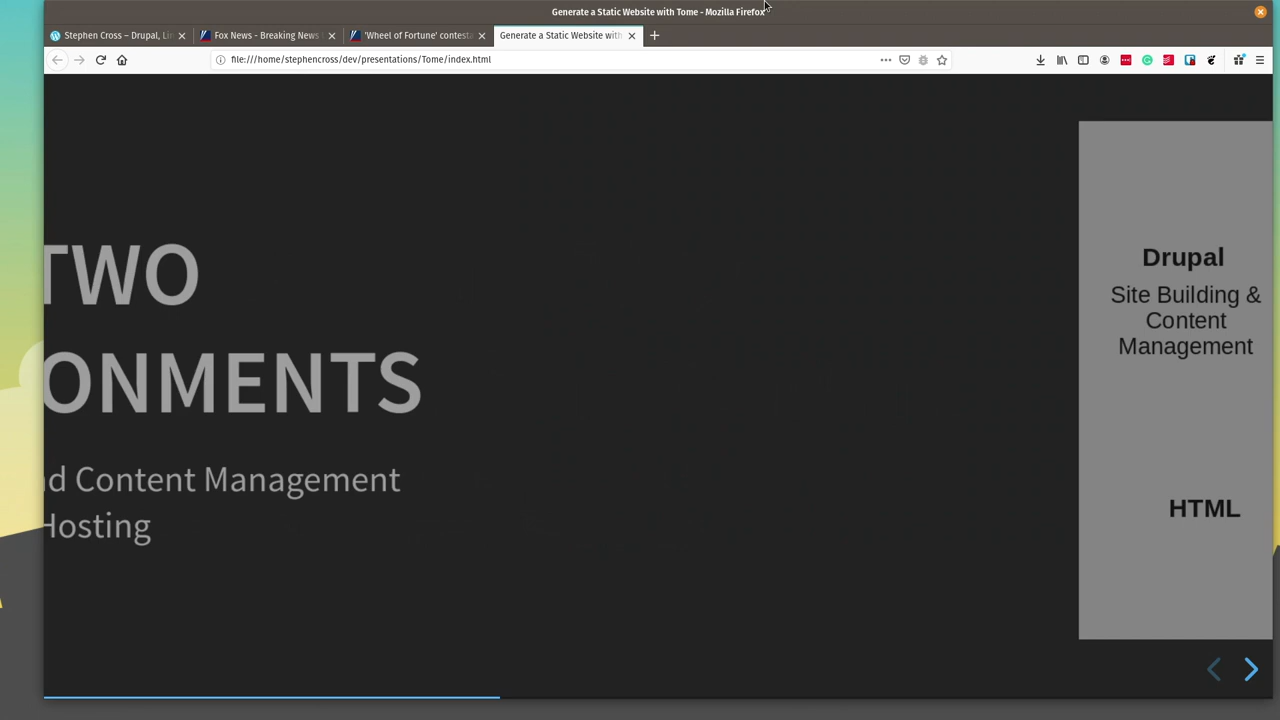 Generate a Static Website with Tome - Mozilla Firefox
Stephen Cross – Drupal, Lin
Fox News - Breaking News
'Wheel of Fortune' contesta
Generate a Static Website with
file:///home/stephencross/dev/presentations/Tome/index.html
TWO
ONMENTS
d Content Management
Hosting
Drupal
Site Building &
Content
Management
HTML